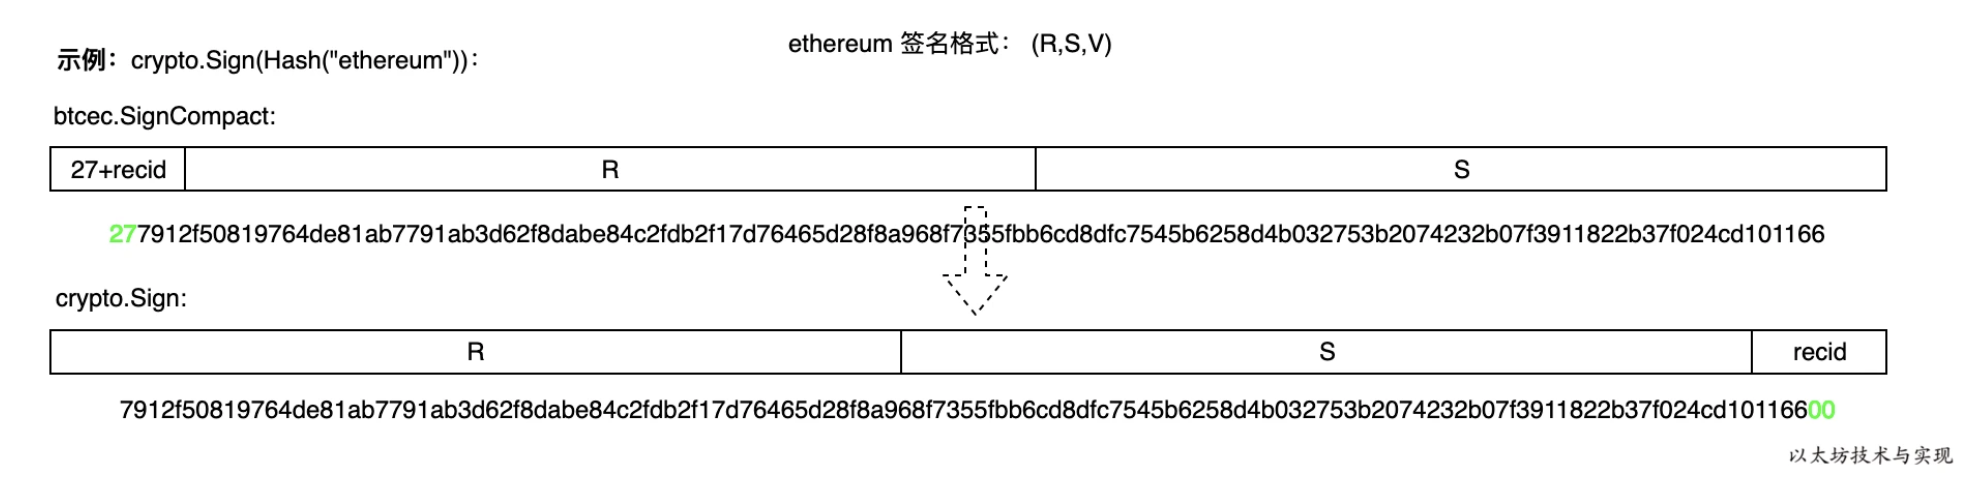 ethereum 签名格式： (R,S,V)
示例：crypto.Sign(Hash("ethereum")):
btcec.SignCompact:
27+recid R S
277912f50819764de81ab7791ab3d62f8dabe84c2fdb2f17d76465d28f8a968f7355fbb6cd8dfc7545b6258d4b032753b2074232b07f3911822b37f024cd101166
crypto.Sign:
R S recid
7912f50819764de81ab7791ab3d62f8dabe84c2fdb2f17d76465d28f8a968f7355fbb6cd8dfc7545b6258d4b032753b2074232b07f3911822b37f024cd10116600
以太坊技术与实现